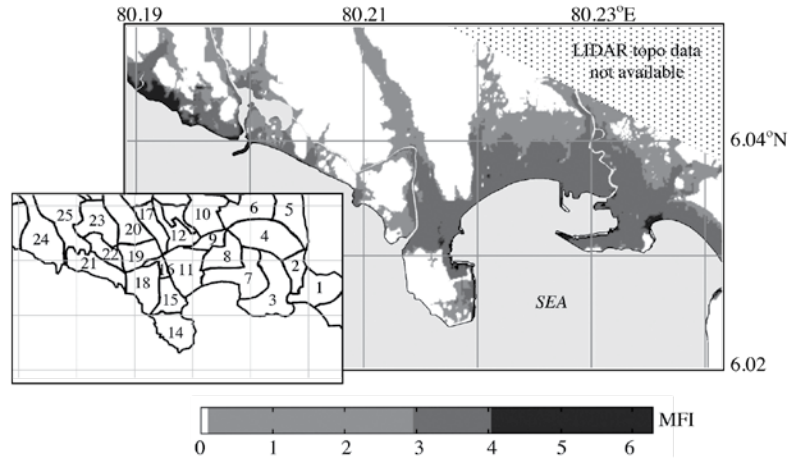 80.19 80.21 80.23°E
LIDAR topo data
not available
6.04°N
25 23 17 20 12 10 6 5
24 22 19 9 8 4
21 18 16 11 7 2 1
15 3
14
SEA
6.02
MFI
0 1 2 3 4 5 6